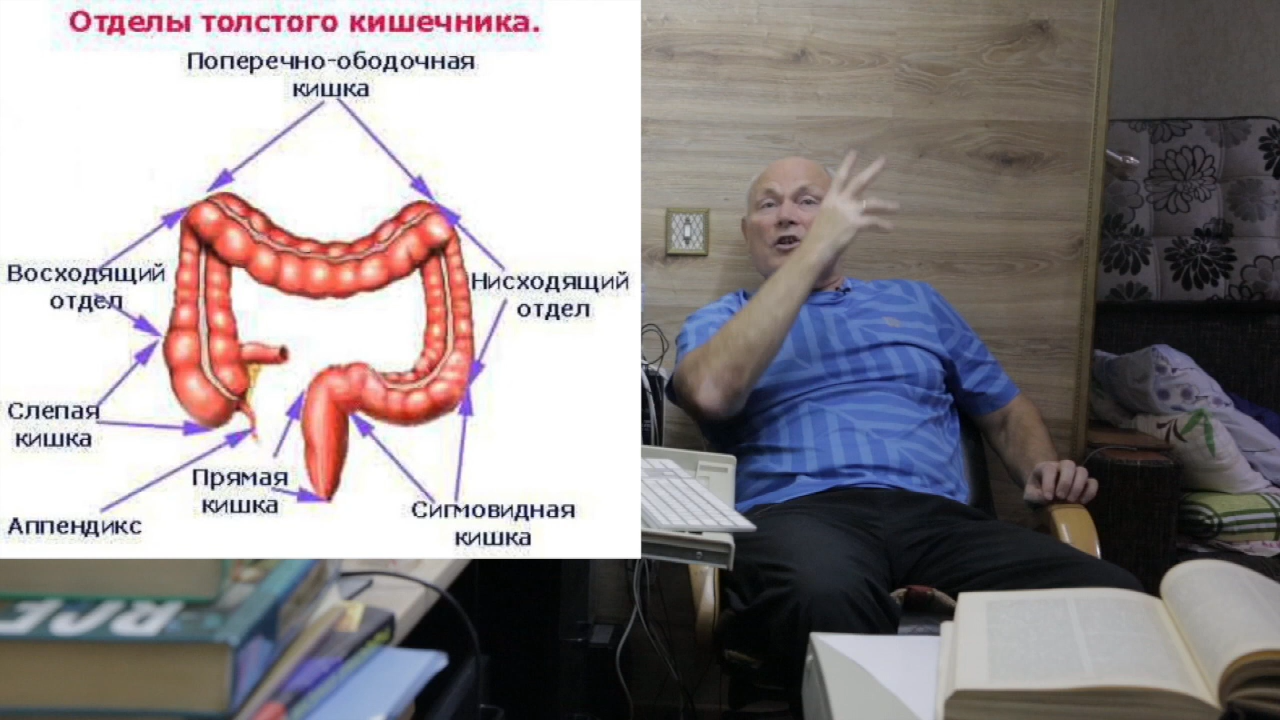 Отделы толстого кишечника.
Поперечно-ободочная
кишка
Восходящий
отдел
Нисходящий
отдел
Слепая
кишка
Прямая
кишка
Аппендикс
Сигмовидная
кишка